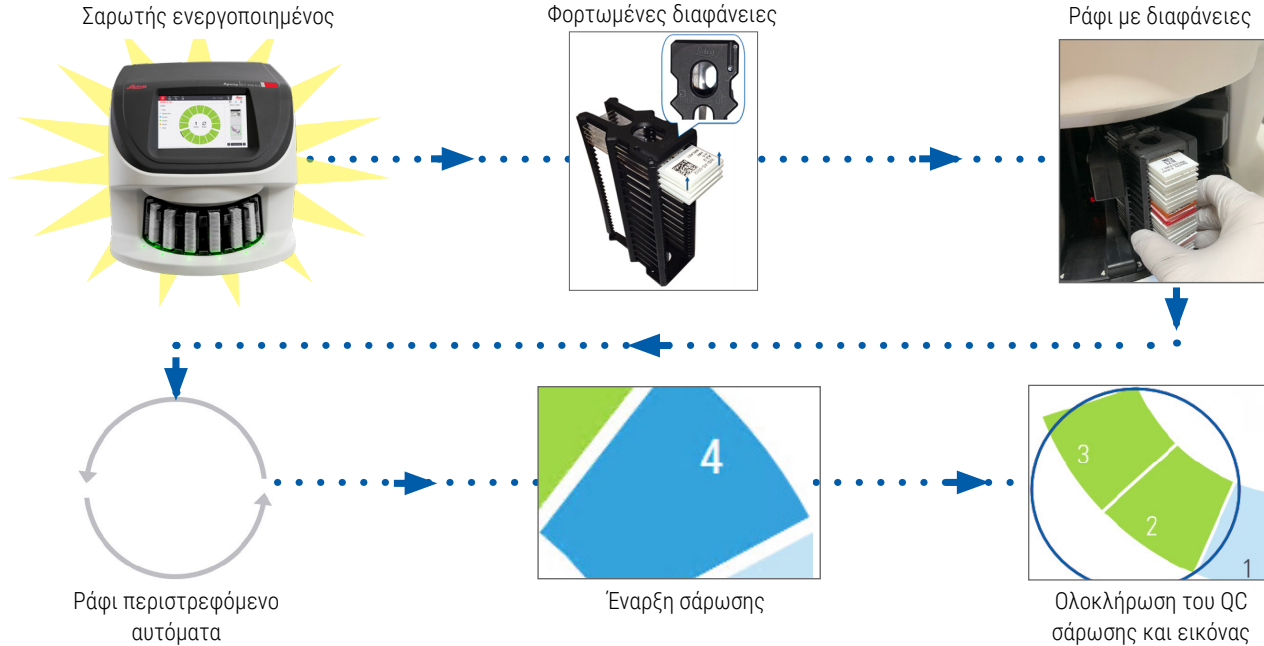 Σαρωτής ενεργοποιημένος
Φορτωμένες διαφάνειες
Ράφι με διαφάνειες
4
3
2
1
Ράφι περιστρεφόμενο
αυτόματα
Έναρξη σάρωσης
Ολοκλήρωση του QC
σάρωσης και εικόνας